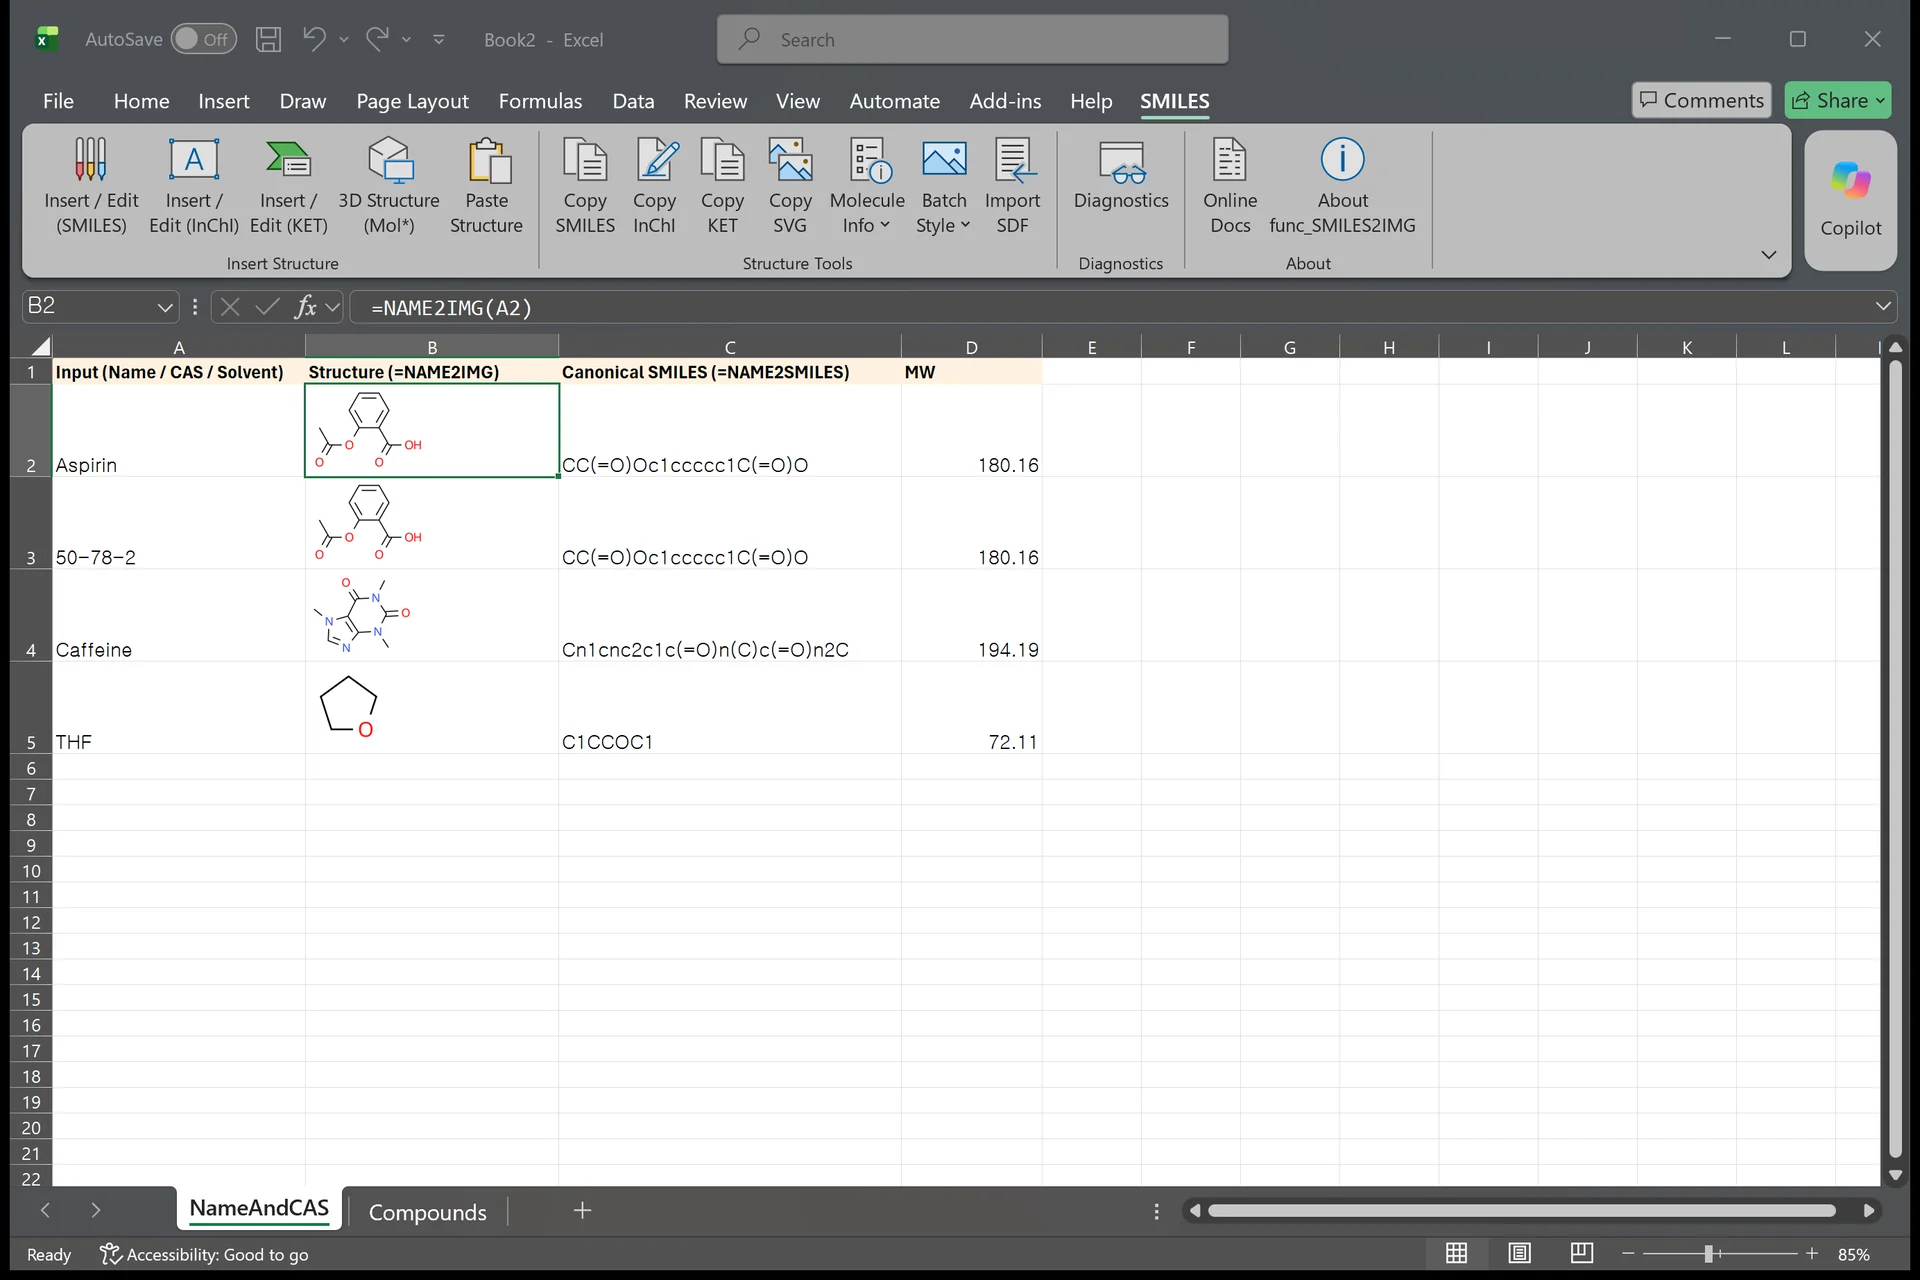 AutoSave Off Book2 - Excel Search
File Home Insert Draw Page Layout Formulas Data Review View Automate Add-ins Help SMILES Comments Share
Insert / Edit (SMILES)
Insert / Edit (InChI)
Insert / Edit (KET)
3D Structure (Mol*)
Paste Structure
Insert Structure
Copy SMILES
Copy InChI
Copy KET
Copy SVG
Molecule Info
Batch Style
Import SDF
Structure Tools
Diagnostics
Diagnostics
Online Docs
About func_SMILES2IMG
About
Copilot
B2 fx =NAME2IMG(A2)
A B C D E F G H I J K L
1 Input (Name / CAS / Solvent) Structure (=NAME2IMG) Canonical SMILES (=NAME2SMILES) MW
O O O OH
2 Aspirin CC(=O)Oc1ccccc1C(=O)O 180.16
O O O OH
3 50-78-2 CC(=O)Oc1ccccc1C(=O)O 180.16
O N O N N N
4 Caffeine Cn1cnc2c1c(=O)n(C)c(=O)n2C 194.19
O
5 THF C1CCOC1 72.11
6
7
8
9
10
11
12
13
14
15
16
17
18
19
20
21
22
NameAndCAS Compounds
Ready Accessibility: Good to go 85%